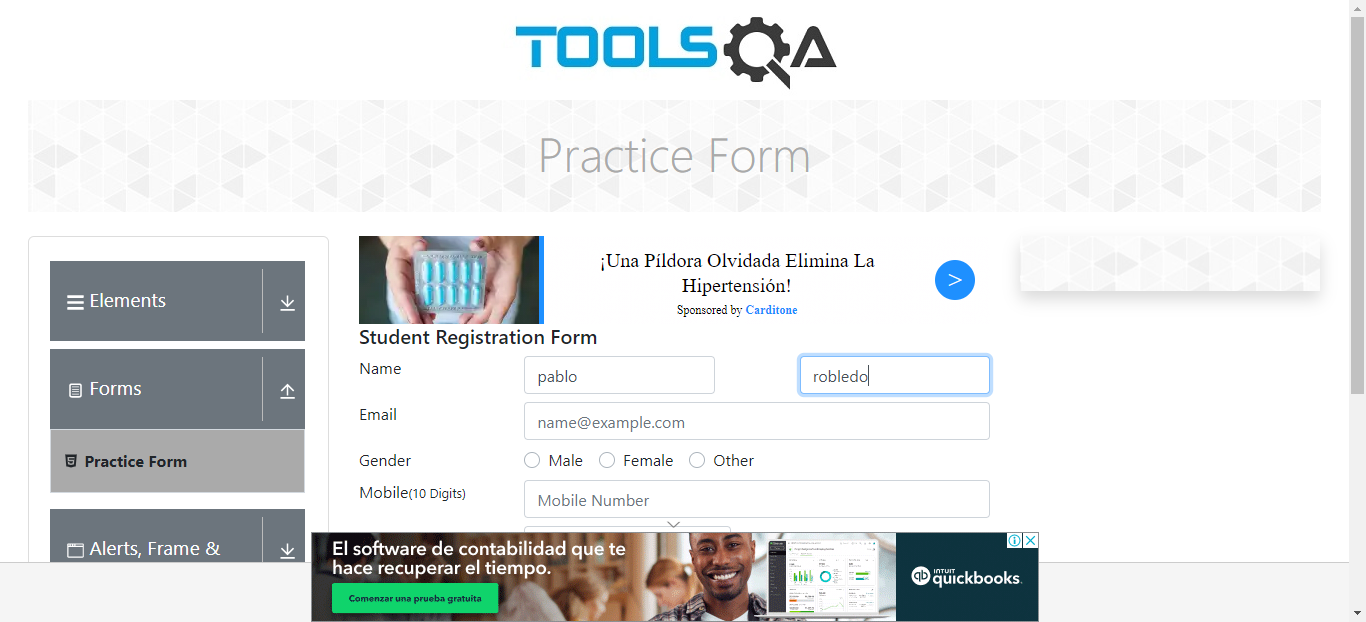 TOOLSQA
Practice Form
Elements
Forms
Practice Form
Alerts, Frame &
¡Una Píldora Olvidada Elimina La
Hipertensión!
Sponsored by Carditone
>
Student Registration Form
Name
pablo
robledo
Email
name@example.com
Gender
Male
Female
Other
Mobile(10 Digits)
Mobile Number
El software de contabilidad que te
hace recuperar el tiempo.
Comenzar una prueba gratuita
qb INTUIT
quickbooks.